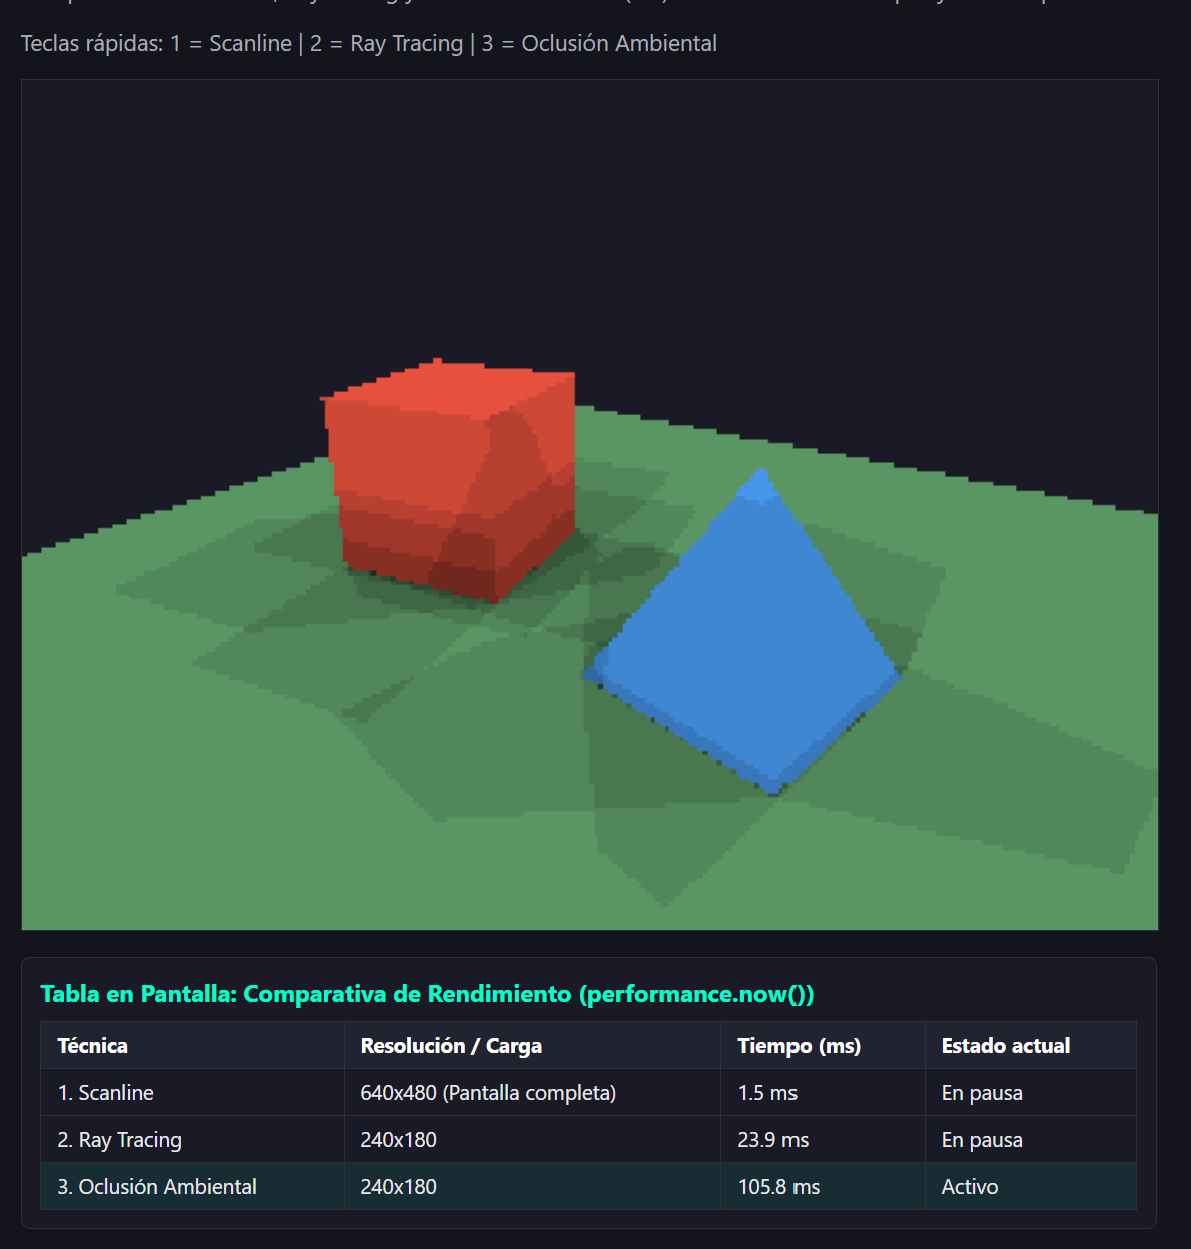 Teclas rápidas: 1 = Scanline | 2 = Ray Tracing | 3 = Oclusión Ambiental
Tabla en Pantalla: Comparativa de Rendimiento (performance.now())
Técnica Resolución / Carga Tiempo (ms) Estado actual
1. Scanline 640x480 (Pantalla completa) 1.5 ms En pausa
2. Ray Tracing 240x180 23.9 ms En pausa
3. Oclusión Ambiental 240x180 105.8 ms Activo